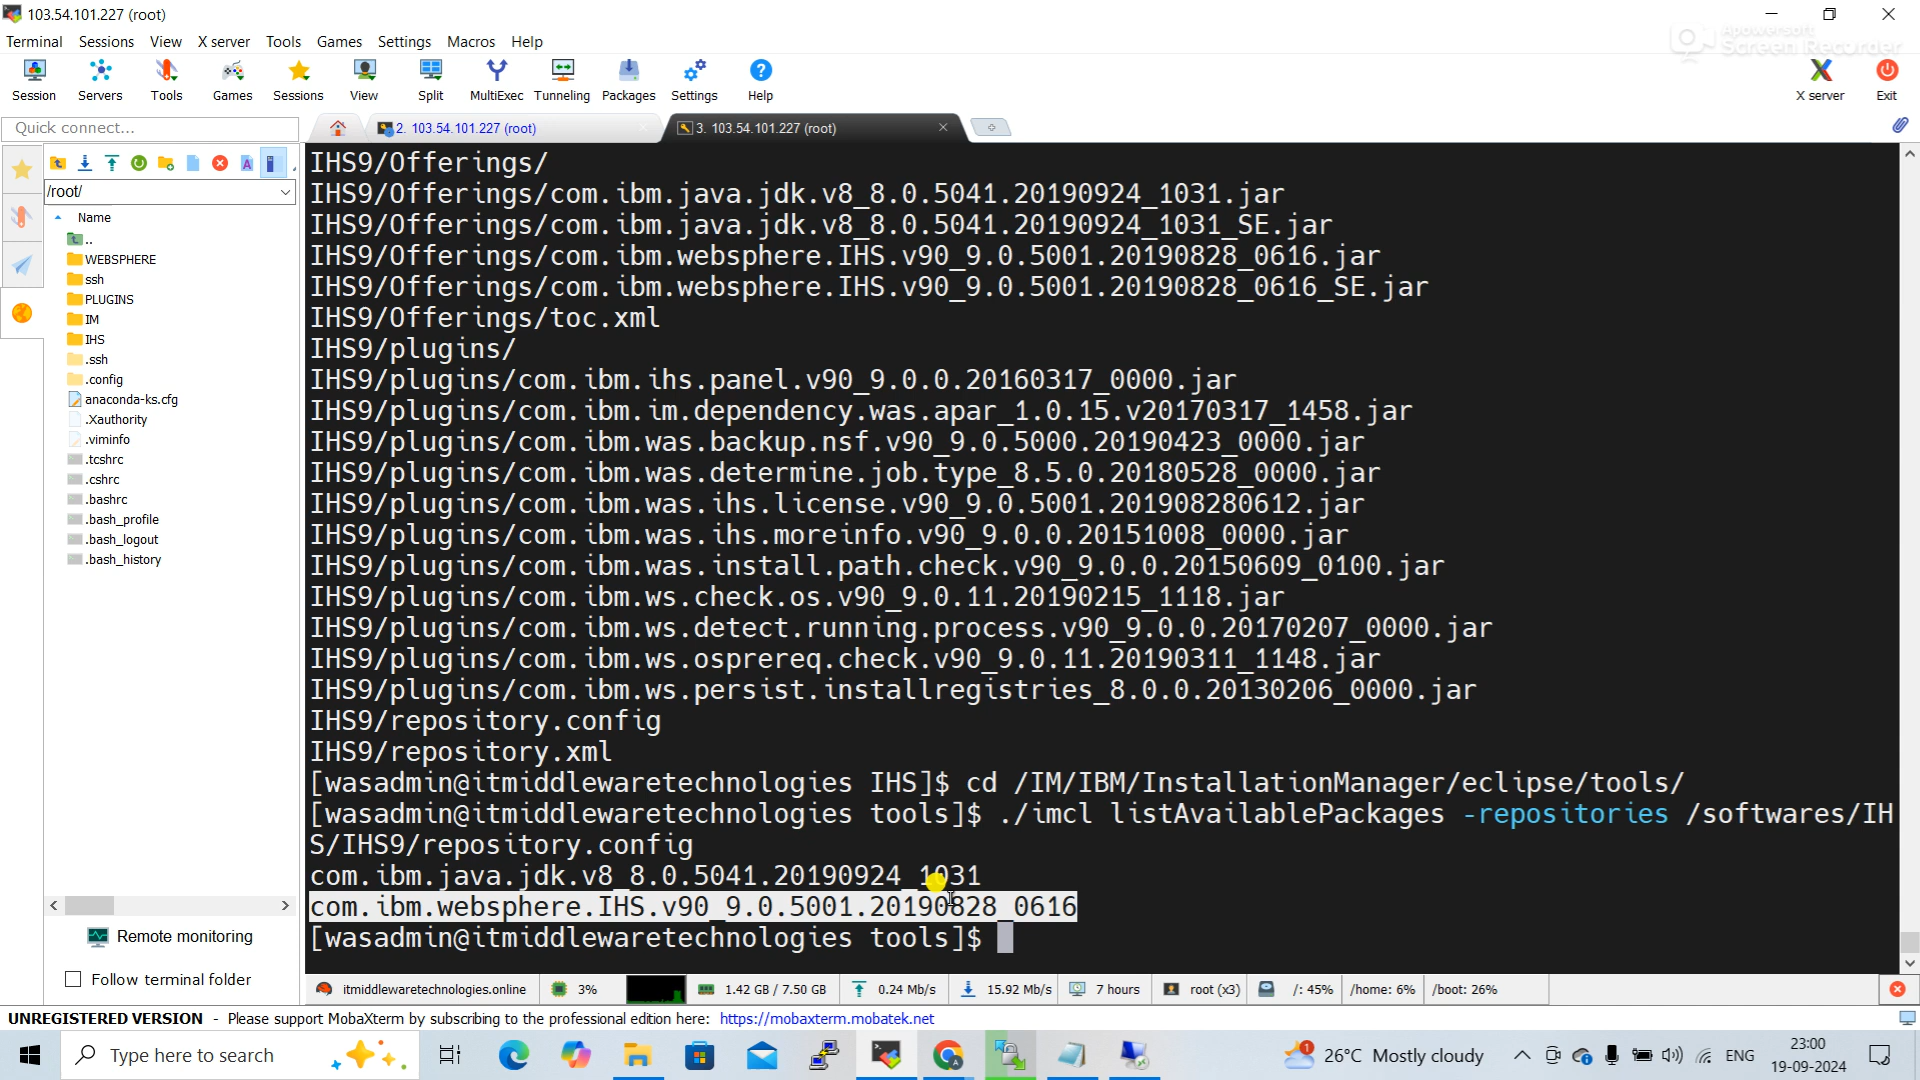 103.54.101.227 (root)
Terminal Sessions View X server Tools Games Settings Macros Help
Apowersoft
Screen Recorder
Session Servers Tools Games Sessions View Split MultiExec Tunneling Packages Settings Help X server Exit
Quick connect...
2. 103.54.101.227 (root)
3. 103.54.101.227 (root)
/root/
Name
..
WEBSPHERE
ssh
PLUGINS
IM
IHS
.ssh
.config
anaconda-ks.cfg
.Xauthority
.viminfo
.tcshrc
.cshrc
.bashrc
.bash_profile
.bash_logout
.bash_history
Remote monitoring
Follow terminal folder
IHS9/Offerings/
IHS9/Offerings/com.ibm.java.jdk.v8_8.0.5041.20190924_1031.jar
IHS9/Offerings/com.ibm.java.jdk.v8_8.0.5041.20190924_1031_SE.jar
IHS9/Offerings/com.ibm.websphere.IHS.v90_9.0.5001.20190828_0616.jar
IHS9/Offerings/com.ibm.websphere.IHS.v90_9.0.5001.20190828_0616_SE.jar
IHS9/Offerings/toc.xml
IHS9/plugins/
IHS9/plugins/com.ibm.ihs.panel.v90_9.0.0.20160317_0000.jar
IHS9/plugins/com.ibm.im.dependency.was.apar_1.0.15.v20170317_1458.jar
IHS9/plugins/com.ibm.was.backup.nsf.v90_9.0.5000.20190423_0000.jar
IHS9/plugins/com.ibm.was.determine.job.type_8.5.0.20180528_0000.jar
IHS9/plugins/com.ibm.was.ihs.license.v90_9.0.5001.201908280612.jar
IHS9/plugins/com.ibm.was.ihs.moreinfo.v90_9.0.0.20151008_0000.jar
IHS9/plugins/com.ibm.was.install.path.check.v90_9.0.0.20150609_0100.jar
IHS9/plugins/com.ibm.ws.check.os.v90_9.0.11.20190215_1118.jar
IHS9/plugins/com.ibm.ws.detect.running.process.v90_9.0.0.20170207_0000.jar
IHS9/plugins/com.ibm.ws.osprereq.check.v90_9.0.11.20190311_1148.jar
IHS9/plugins/com.ibm.ws.persist.installregistries_8.0.0.20130206_0000.jar
IHS9/repository.config
IHS9/repository.xml
[wasadmin@itmiddlewaretechnologies IHS]$ cd /IM/IBM/InstallationManager/eclipse/tools/
[wasadmin@itmiddlewaretechnologies tools]$ ./imcl listAvailablePackages -repositories /softwares/IH
S/IHS9/repository.config
com.ibm.java.jdk.v8_8.0.5041.20190924_1031
com.ibm.websphere.IHS.v90_9.0.5001.20190828_0616
[wasadmin@itmiddlewaretechnologies tools]$
itmiddlewaretechnologies.online 3% 1.42 GB / 7.50 GB 0.24 Mb/s 15.92 Mb/s 7 hours root (x3) /: 45% /home: 6% /boot: 26%
UNREGISTERED VERSION - Please support MobaXterm by subscribing to the professional edition here: https://mobaxterm.mobatek.net
Type here to search
1
26°C Mostly cloudy
ENG
23:00
19-09-2024